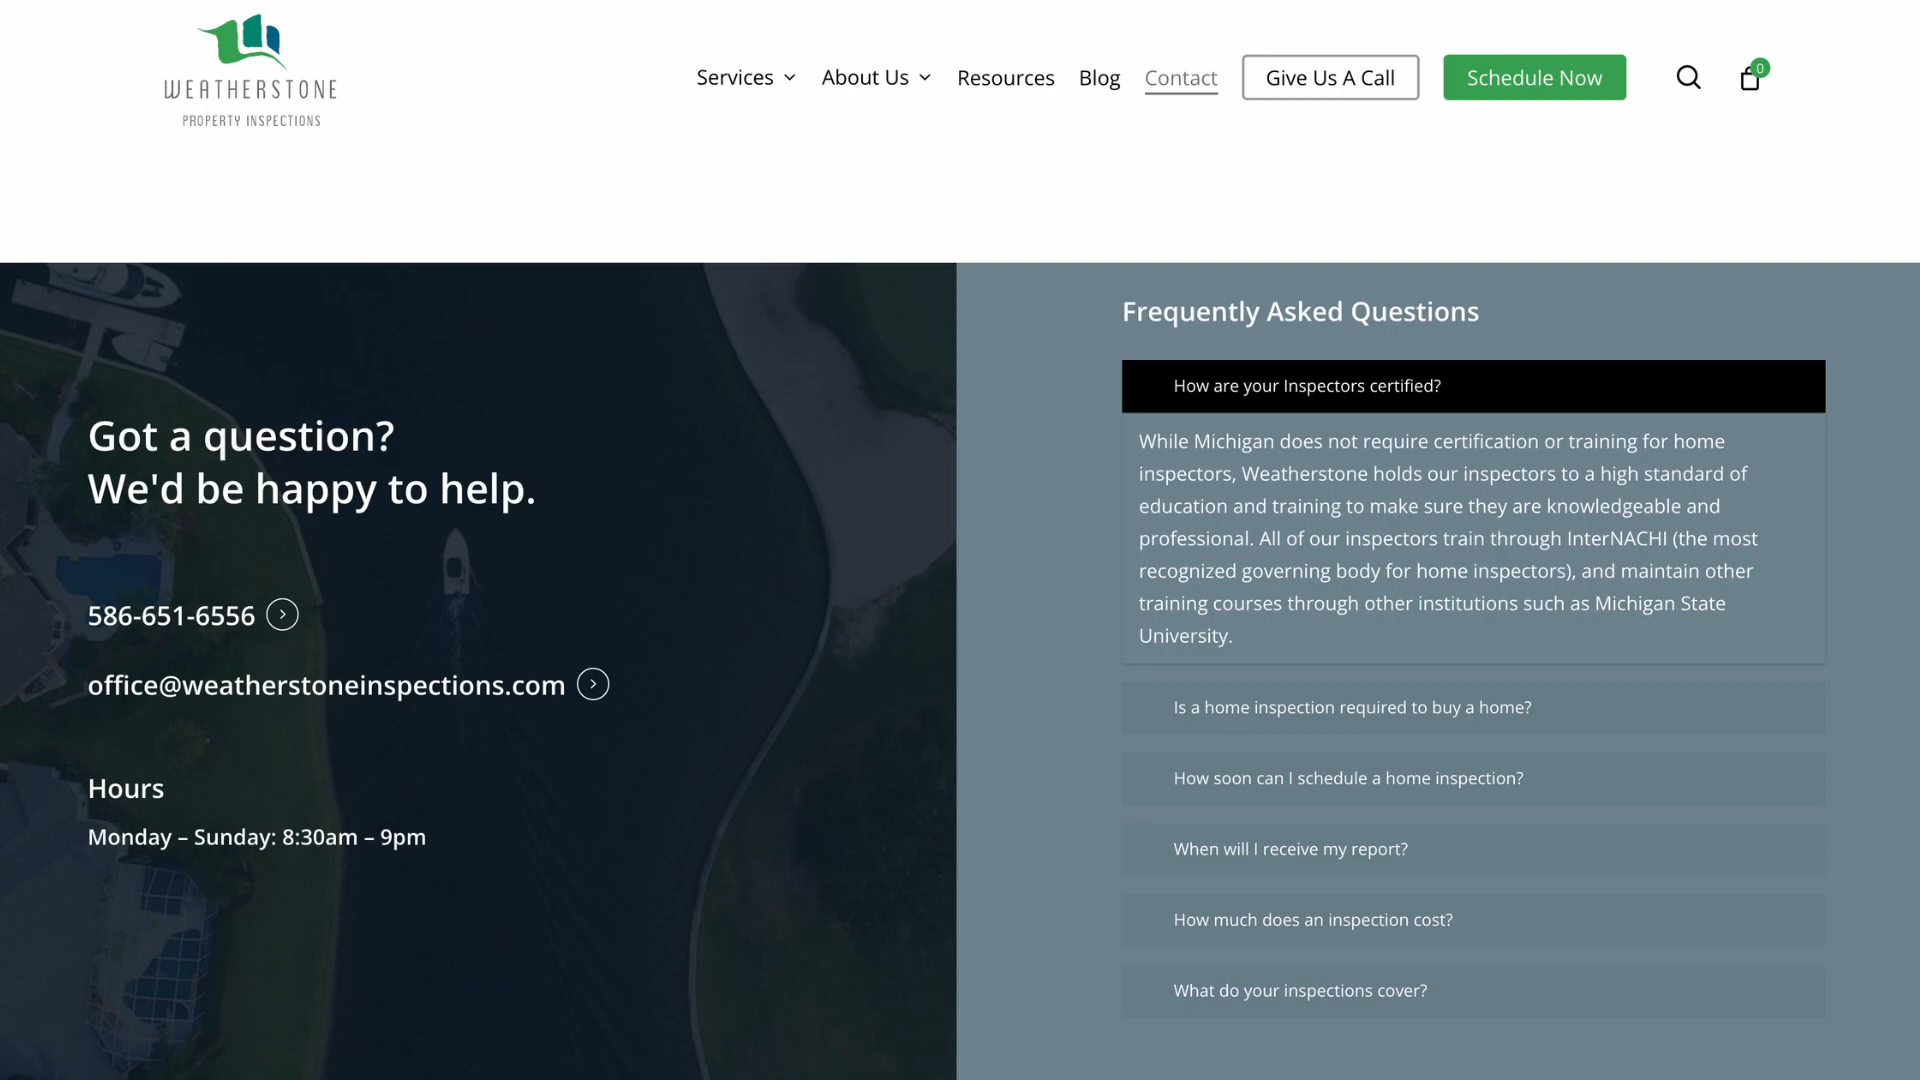 WEATHERSTONE
PROPERTY INSPECTIONS
Services
About Us
Resources
Blog
Contact
Give Us A Call
Schedule Now
0
Got a question?
We'd be happy to help.
586-651-6556
office@weatherstoneinspections.com
Hours
Monday – Sunday: 8:30am – 9pm
Frequently Asked Questions
How are your Inspectors certified?
While Michigan does not require certification or training for home
inspectors, Weatherstone holds our inspectors to a high standard of
education and training to make sure they are knowledgeable and
professional. All of our inspectors train through InterNACHI (the most
recognized governing body for home inspectors), and maintain other
training courses through other institutions such as Michigan State
University.
Is a home inspection required to buy a home?
How soon can I schedule a home inspection?
When will I receive my report?
How much does an inspection cost?
What do your inspections cover?